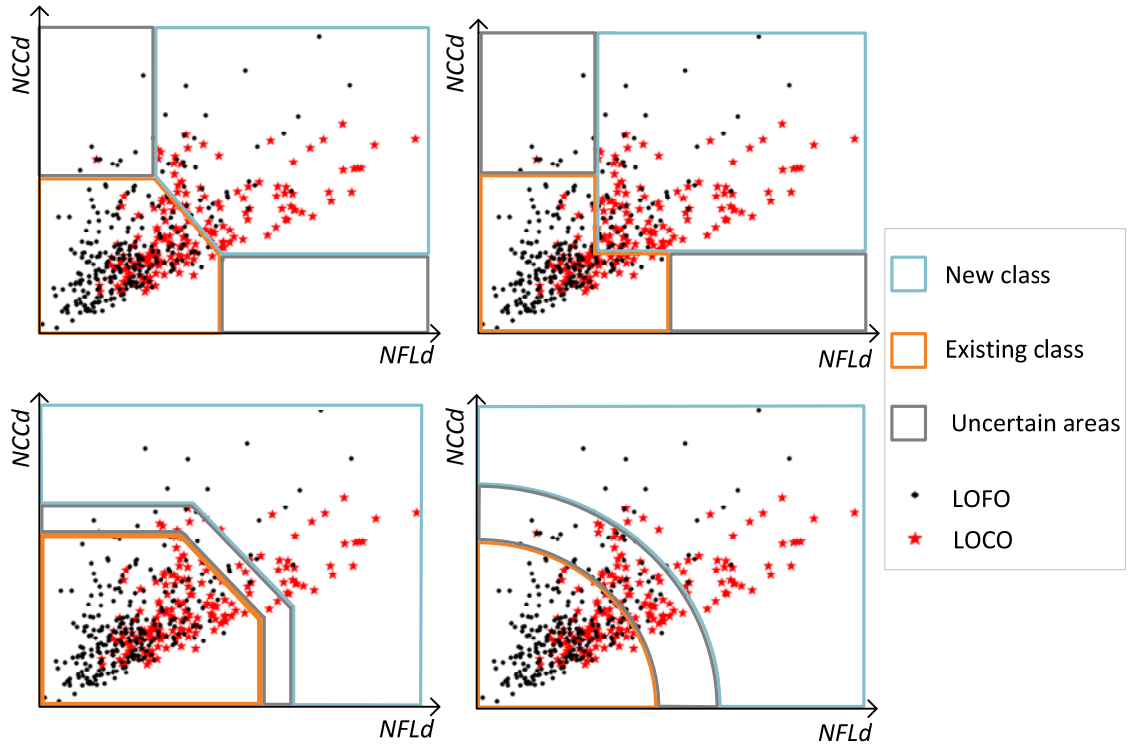 NCCd
NFLd
NCCd
NFLd
New class
Existing class
Uncertain areas
LOFO
LOCO
NCCd
NFLd
NCCd
NFLd